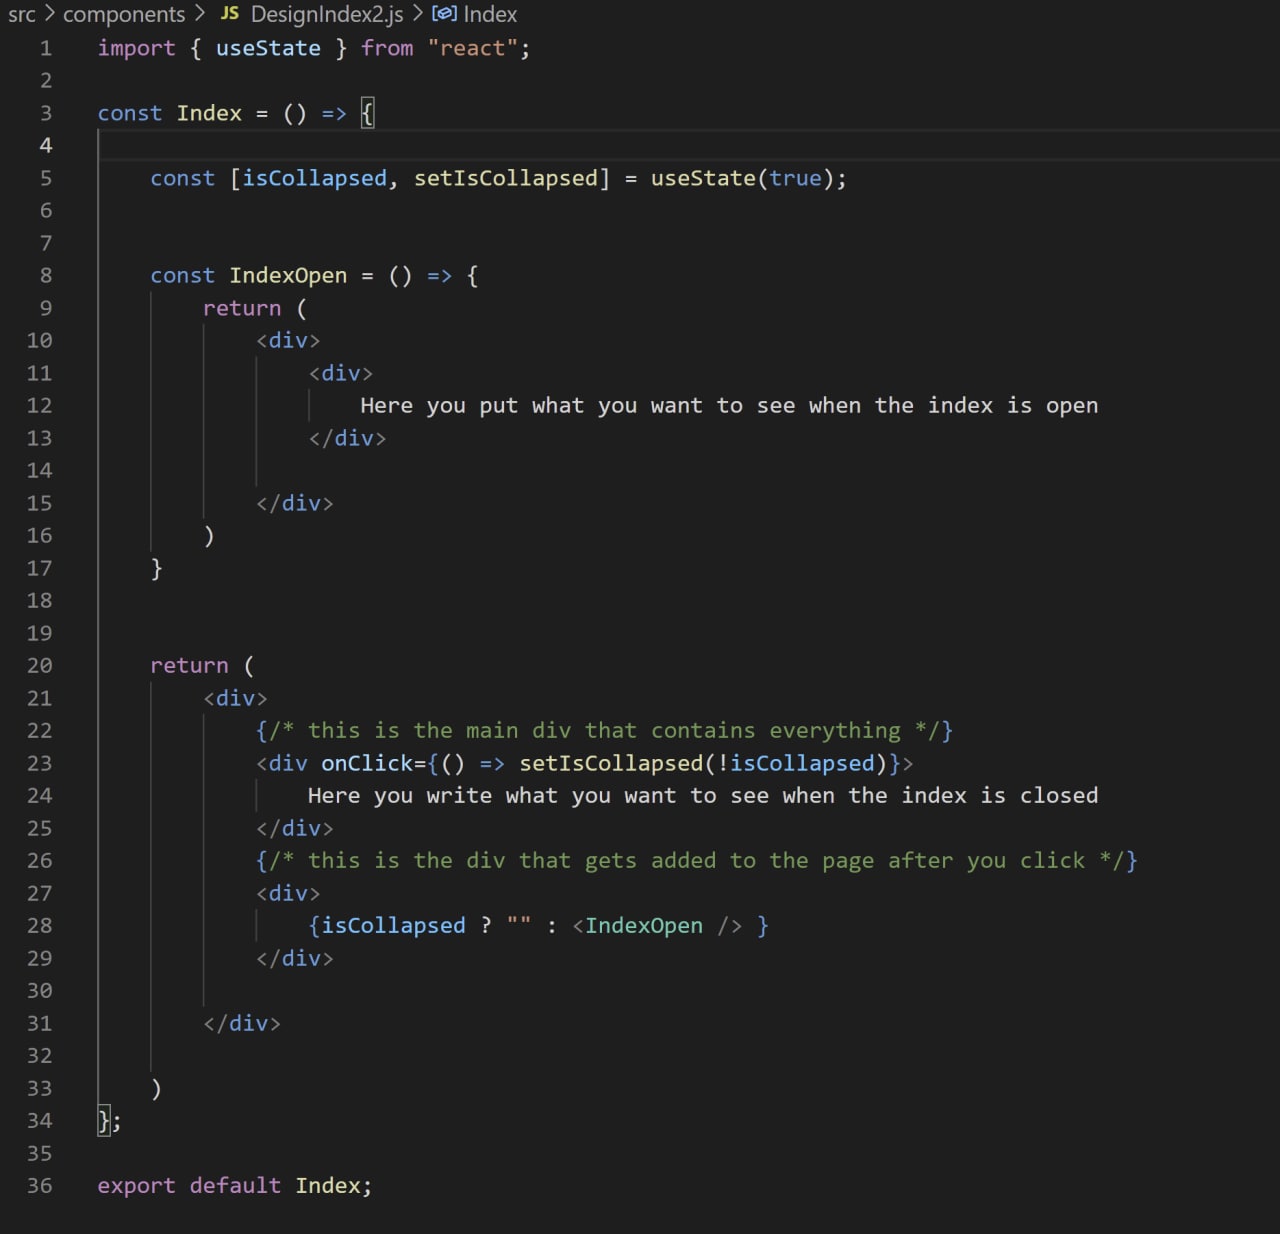 src > components > JS DesignIndex2.js > Index
1 import { useState } from "react";
2
3 const Index = () => {
4
5     const [isCollapsed, setIsCollapsed] = useState(true);
6
7
8     const IndexOpen = () => {
9         return (
10             <div>
11                 <div>
12                     Here you put what you want to see when the index is open
13                 </div>
14
15             </div>
16         )
17     }
18
19
20     return (
21         <div>
22             {/* this is the main div that contains everything */}
23             <div onClick={() => setIsCollapsed(!isCollapsed)}>
24                 Here you write what you want to see when the index is closed
25             </div>
26             {/* this is the div that gets added to the page after you click */}
27             <div>
28                 {isCollapsed ? "" : <IndexOpen /> }
29             </div>
30
31         </div>
32
33     )
34 };
35
36 export default Index;